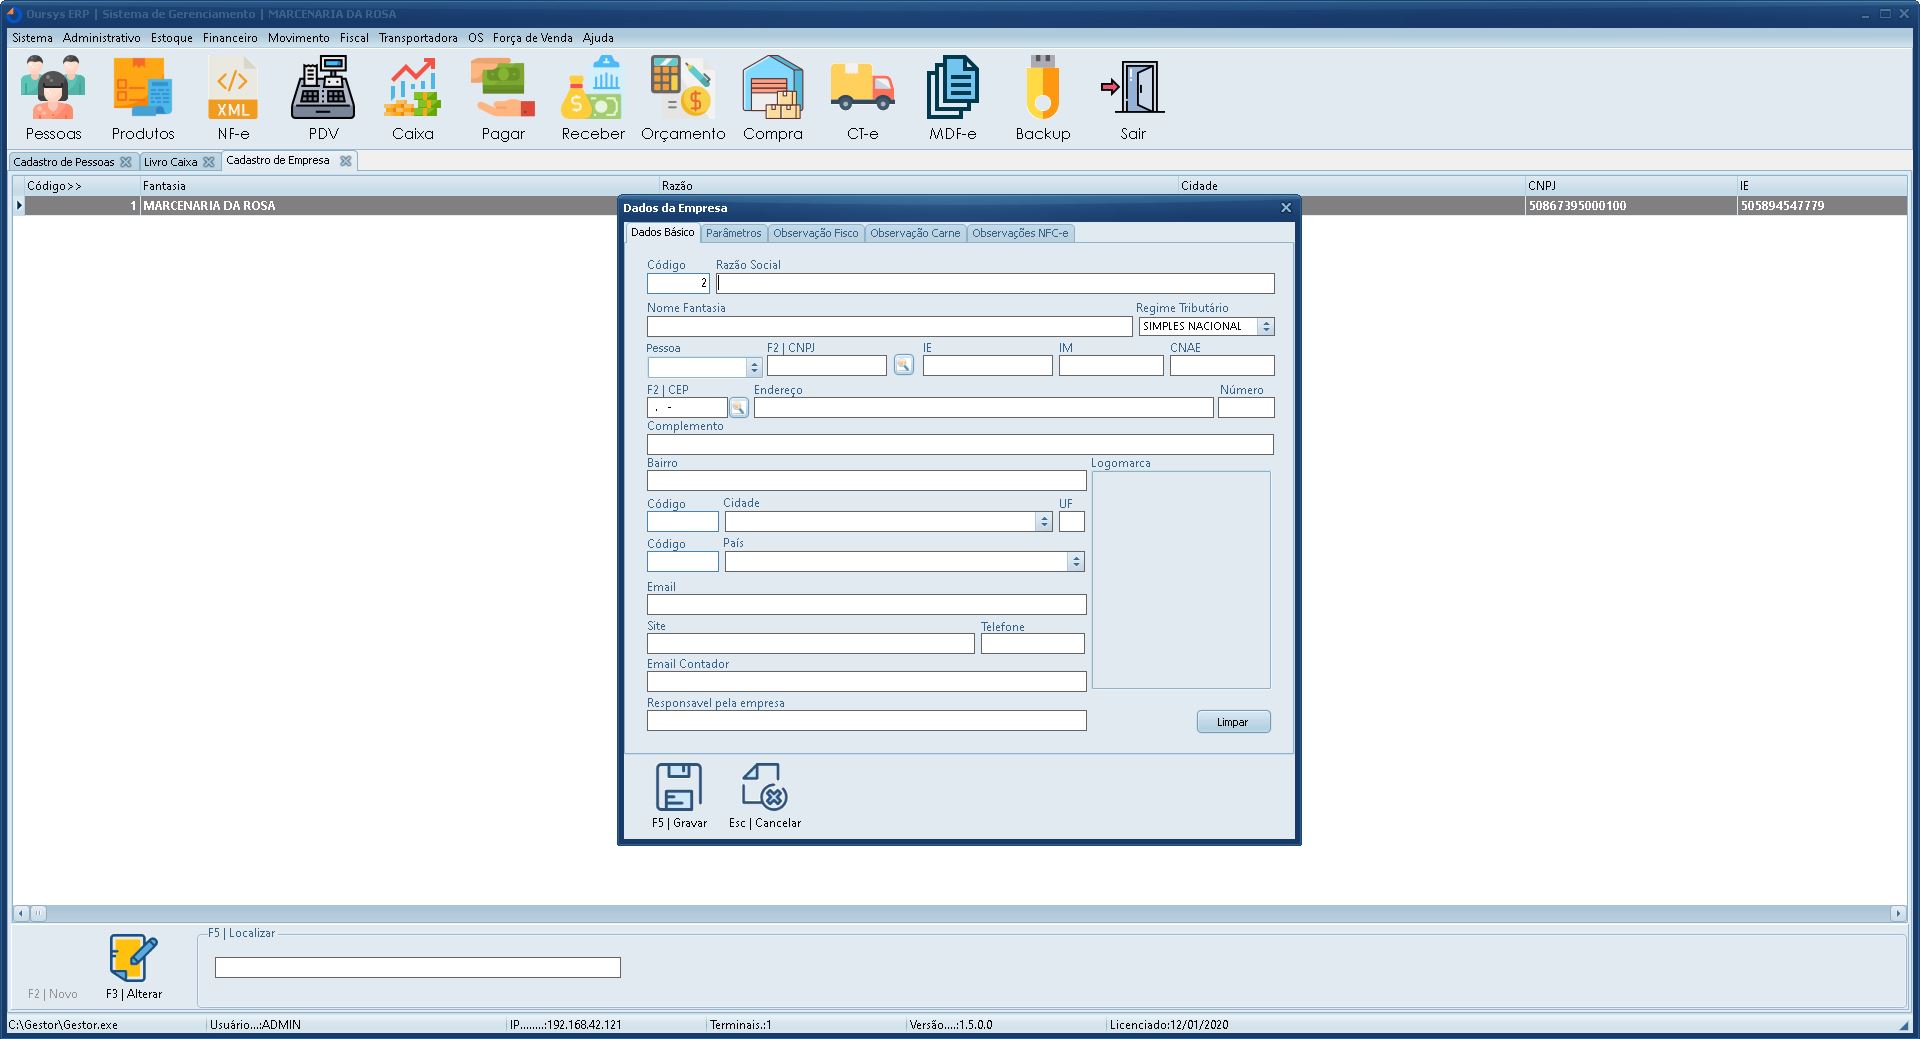 Oursys ERP | Sistema de Gerenciamento | MARCENARIA DA ROSA
Sistema Administrativo Estoque Financeiro Movimento Fiscal Transportadora OS Força de Venda Ajuda
XML
Pessoas Produtos NF-e PDV Caixa Pagar Receber Orçamento Compra CT-e MDF-e Backup Sair
Cadastro de Pessoas Livro Caixa Cadastro de Empresa
Código>> Fantasia Razão Cidade CNPJ IE
1 MARCENARIA DA ROSA 50867395000100 505894547779
Dados da Empresa
Dados Básico Parâmetros Observação Fisco Observação Carne Observações NFC-e
Código Razão Social
2
Nome Fantasia Regime Tributário
SIMPLES NACIONAL
Pessoa F2 | CNPJ IE IM CNAE
F2 | CEP Endereço Número
. -
Complemento
Bairro Logomarca
Código Cidade UF
Código País
Email
Site Telefone
Email Contador
Responsavel pela empresa
Limpar
F5 | Gravar Esc | Cancelar
F5 | Localizar
F2 | Novo F3 | Alterar
C:\Gestor\Gestor.exe Usuário...:ADMIN IP........:192.168.42.121 Terminais.:1 Versão....:1.5.0.0 Licenciado:12/01/2020